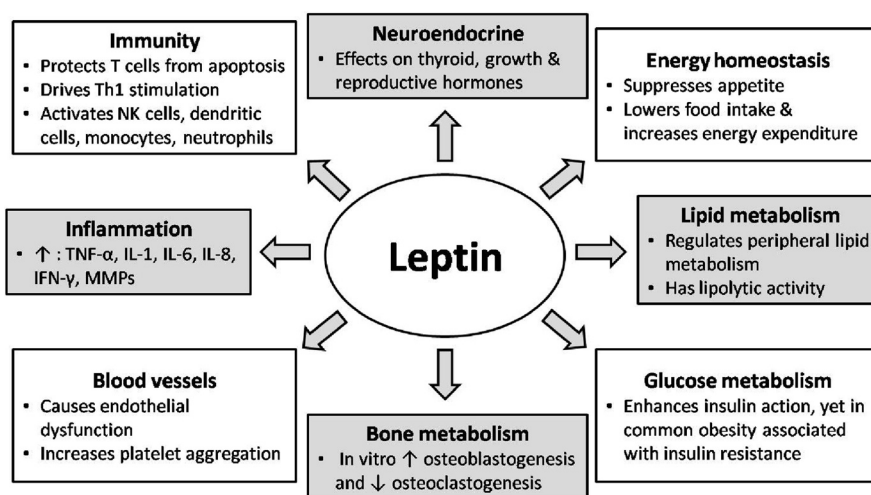 Immunity
• Protects T cells from apoptosis
• Drives Th1 stimulation
• Activates NK cells, dendritic
cells, monocytes, neutrophils
Neuroendocrine
• Effects on thyroid, growth &
reproductive hormones
Energy homeostasis
• Suppresses appetite
• Lowers food intake &
increases energy expenditure
Inflammation
• ↑ : TNF-α, IL-1, IL-6, IL-8,
IFN-γ, MMPs
Leptin
Lipid metabolism
• Regulates peripheral lipid
metabolism
• Has lipolytic activity
Blood vessels
• Causes endothelial
dysfunction
• Increases platelet aggregation
Bone metabolism
• In vitro ↑ osteoblastogenesis
and ↓ osteoclastogenesis
Glucose metabolism
• Enhances insulin action, yet in
common obesity associated
with insulin resistance